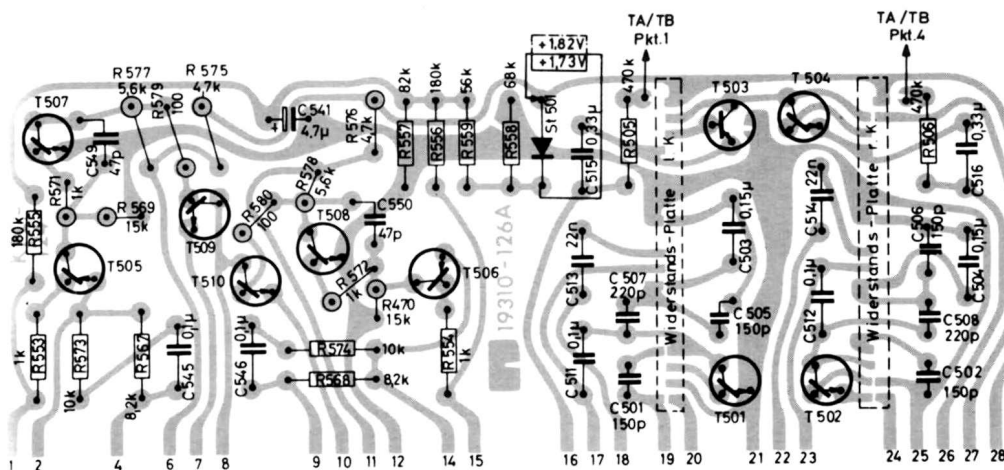 TA/TB
Pkt.1
TA/TB
Pkt.4
+1,82V
+1,73V
R 577
5,6k
R579
100
R 575
4,7k
T507
C549
47p
C541
4,7µ
+
R576
4,7k
82k
180k
56k
68k
R557
R556
R559
R558
St 501
C515
0,33µ
470k
R505
l. K.
T503
T504
470k
R506
0,33µ
C516
R571
1k
R569
15k
180k
R555
T509
R580
100
R578
5,6k
T508
C550
47p
T505
T510
R572
1k
R470
15k
T506
19310-126A
22n
C513
C507
220p
Widerstands-Platte
0,15µ
C503
22n
C514
Widerstands-Platte r. K.
C506
150p
0,15µ
C504
C505
150p
0,1µ
C512
C508
220p
1k
R553
R573
10k
R567
8,2k
0,1µ
C545
0,1µ
C546
R574
10k
R568
8,2k
R554
1k
0,1µ
C511
C501
150p
T501
T502
C502
150p
1 2 4 6 7 8 9 10 11 12 14 15 16 17 18 19 20 21 22 23 24 25 26 27 28